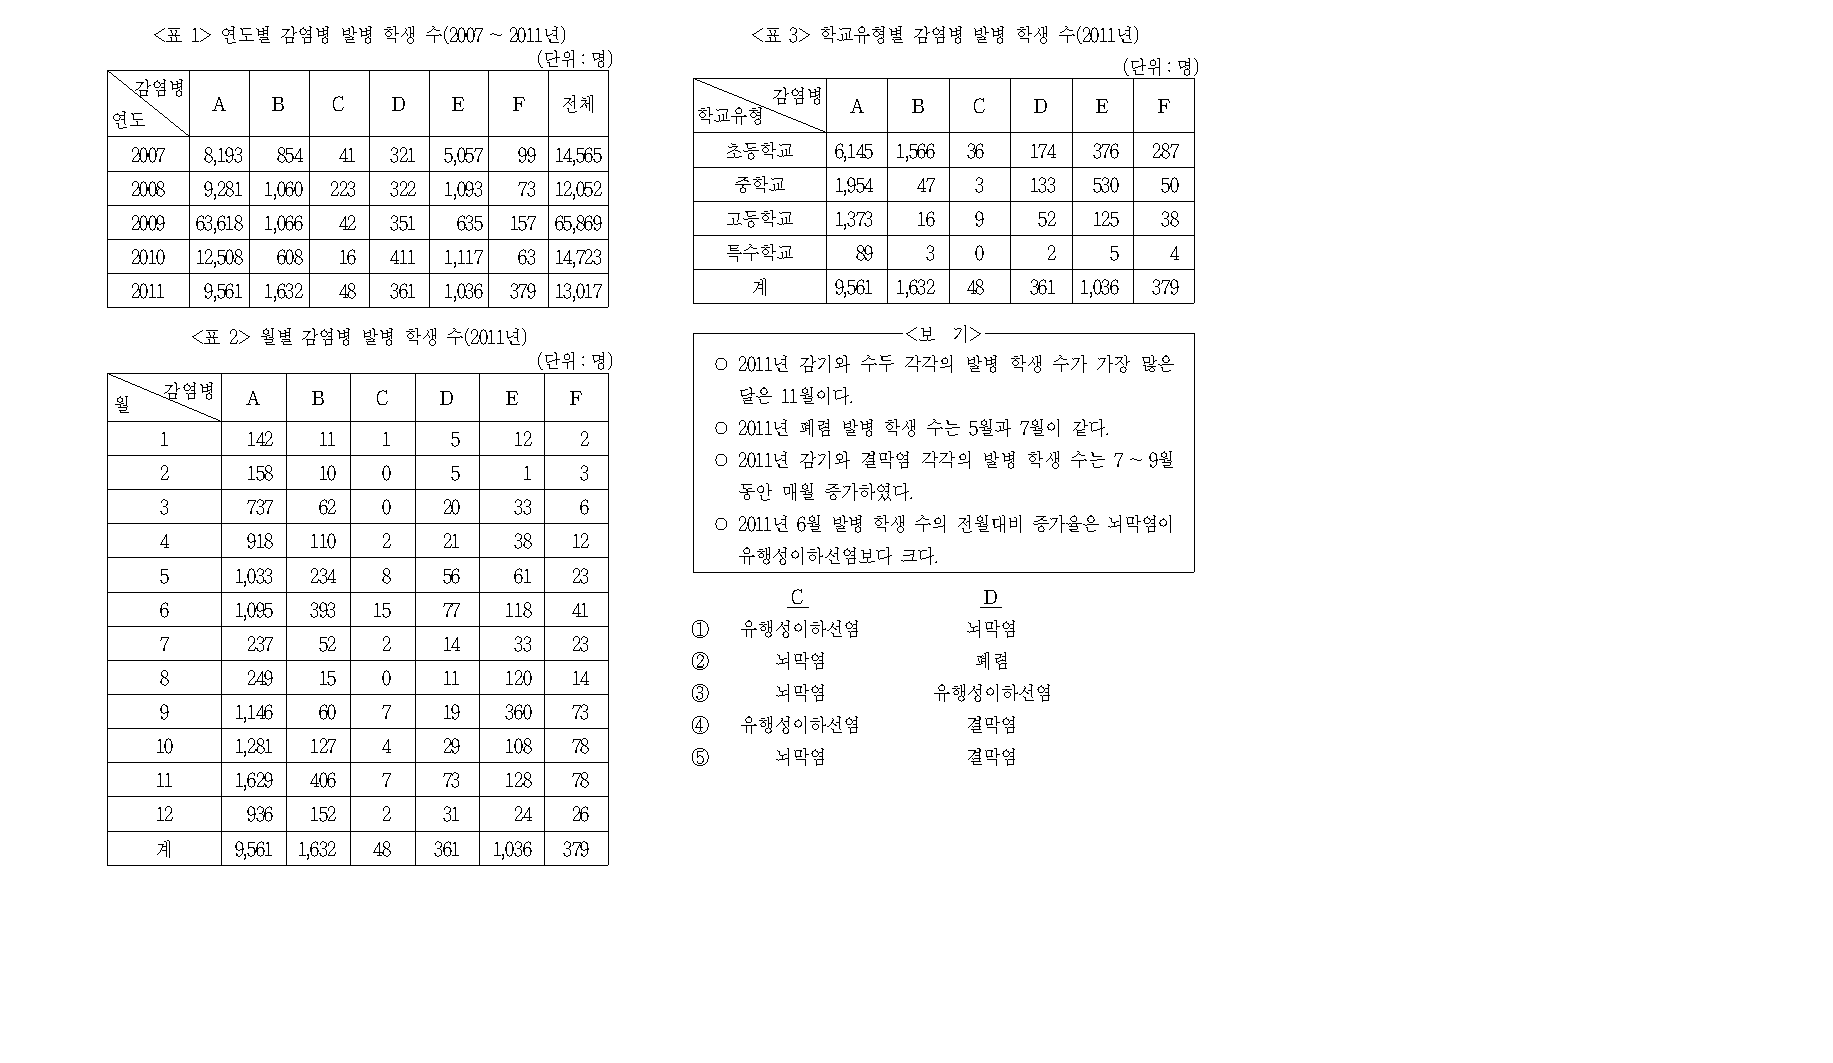 <표 1> 연도별 감염병 발병 학생 수(2007 ~ 2011년)
(단위 : 명)
감염병
연도
A B C D E F 전체
2007 8,193 854 41 321 5,057 99 14,565
2008 9,281 1,060 223 322 1,093 73 12,052
2009 63,618 1,066 42 351 635 157 65,869
2010 12,508 608 16 411 1,117 63 14,723
2011 9,561 1,632 48 361 1,036 379 13,017
<표 2> 월별 감염병 발병 학생 수(2011년)
(단위 : 명)
감염병
월
A B C D E F
1 142 11 1 5 12 2
2 158 10 0 5 1 3
3 737 62 0 20 33 6
4 918 110 2 21 38 12
5 1,033 234 8 56 61 23
6 1,095 393 15 77 118 41
7 237 52 2 14 33 23
8 249 15 0 11 120 14
9 1,146 60 7 19 360 73
10 1,281 127 4 29 108 78
11 1,629 406 7 73 128 78
12 936 152 2 31 24 26
계 9,561 1,632 48 361 1,036 379
<표 3> 학교유형별 감염병 발병 학생 수(2011년)
(단위 : 명)
감염병
학교유형
A B C D E F
초등학교 6,145 1,566 36 174 376 287
중학교 1,954 47 3 133 530 50
고등학교 1,373 16 9 52 125 38
특수학교 89 3 0 2 5 4
계 9,561 1,632 48 361 1,036 379
<보 기>
○ 2011년 감기와 수두 각각의 발병 학생 수가 가장 많은
달은 11월이다.
○ 2011년 폐렴 발병 학생 수는 5월과 7월이 같다.
○ 2011년 감기와 결막염 각각의 발병 학생 수는 7 ~ 9월
동안 매월 증가하였다.
○ 2011년 6월 발병 학생 수의 전월대비 증가율은 뇌막염이
유행성이하선염보다 크다.
C D
① 유행성이하선염 뇌막염
② 뇌막염 폐렴
③ 뇌막염 유행성이하선염
④ 유행성이하선염 결막염
⑤ 뇌막염 결막염